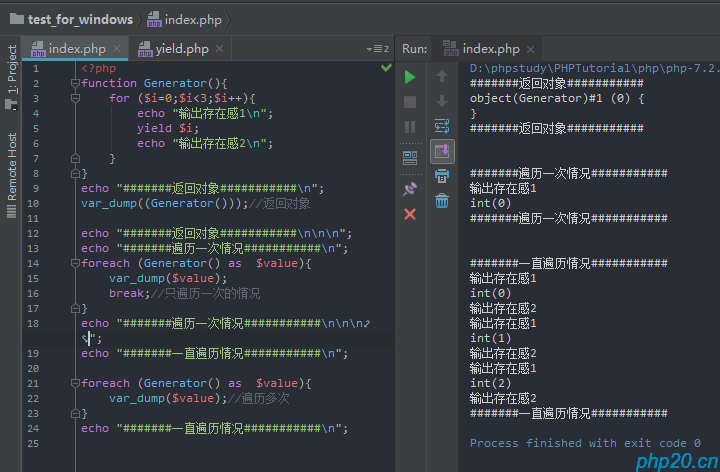 test_for_windows index.php
index.php yield.php 2
1: Project
Remote Host
1 <?php
2 function Generator(){
3 for ($i=0;$i<3;$i++){
4 echo "输出存在感1\n";
5 yield $i;
6 echo "输出存在感2\n";
7 }
8 }
9 echo "#######返回对象###########\n";
10 var_dump((Generator()));//返回对象
11
12 echo "#######返回对象###########\n\n\n";
13 echo "#######遍历一次情况###########\n";
14 foreach (Generator() as  $value){
15 var_dump($value);
16 break;//只遍历一次的情况
17 }
18 echo "#######遍历一次情况###########\n\n\n
";
19 echo "#######一直遍历情况###########\n";
20
21 foreach (Generator() as  $value){
22 var_dump($value);//遍历多次
23 }
24 echo "#######一直遍历情况###########\n";
25
Run: index.php
D:\phpstudy\PHPTutorial\php\php-7.2.
#######返回对象###########
object(Generator)#1 (0) {
}
#######返回对象###########
#######遍历一次情况###########
输出存在感1
int(0)
#######遍历一次情况###########
#######一直遍历情况###########
输出存在感1
int(0)
输出存在感2
输出存在感1
int(1)
输出存在感2
输出存在感1
int(2)
输出存在感2
#######一直遍历情况###########
Process finished with exit code 0
php20.cn